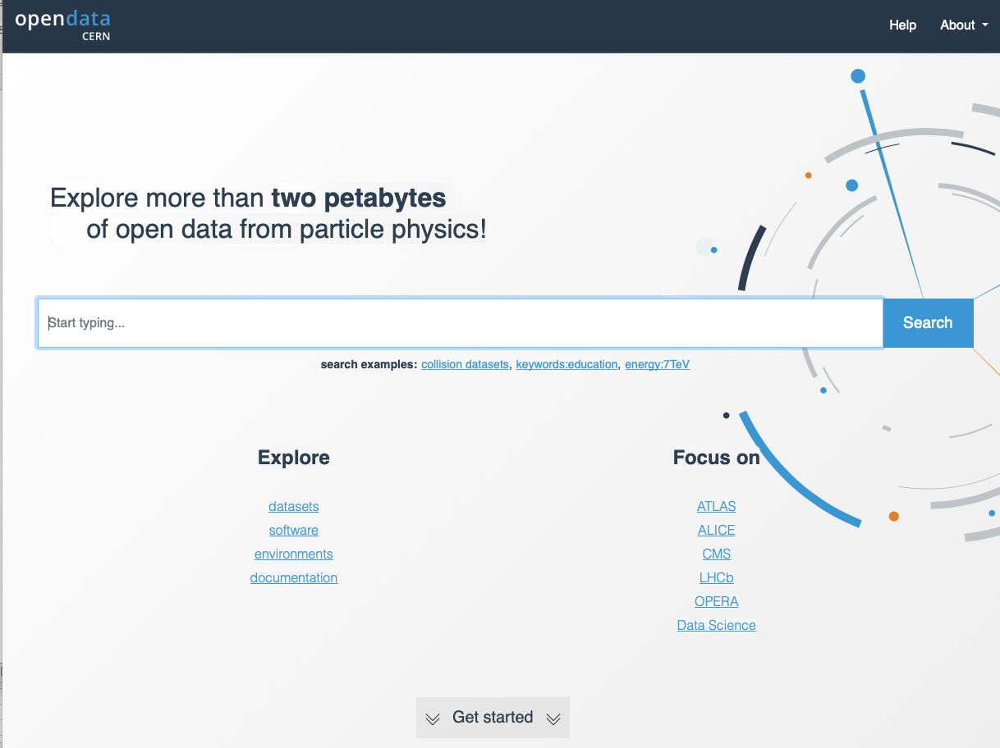 opendata
CERN
Help
About
Explore more than two petabytes
of open data from particle physics!
Start typing...
Search
search examples: collision datasets, keywords:education, energy:7TeV
Explore
datasets
software
environments
documentation
Focus on
ATLAS
ALICE
CMS
LHCb
OPERA
Data Science
Get started